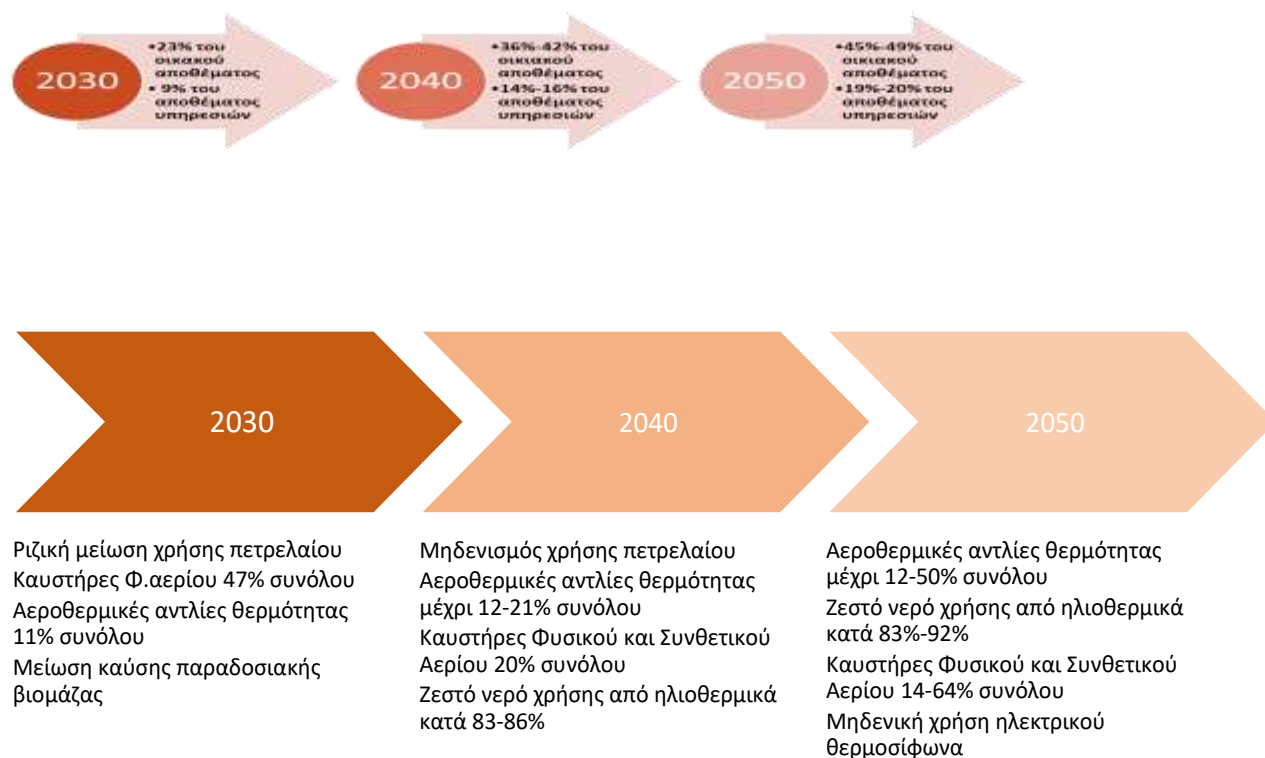 2030
•23% του
οικιακού
αποθέματος
• 9% του
αποθέματος
υπηρεσιών
2040
•36%-42% του
οικιακού
αποθέματος
•14%-16% του
αποθέματος
υπηρεσιών
2050
•45%-49% του
οικιακού
αποθέματος
•19%-20% του
αποθέματος
υπηρεσιών
2030
Ριζική μείωση χρήσης πετρελαίου
Καυστήρες Φ.αερίου 47% συνόλου
Αεροθερμικές αντλίες θερμότητας
11% συνόλου
Μείωση καύσης παραδοσιακής
βιομάζας
2040
Μηδενισμός χρήσης πετρελαίου
Αεροθερμικές αντλίες θερμότητας
μέχρι 12-21% συνόλου
Καυστήρες Φυσικού και Συνθετικού
Αερίου 20% συνόλου
Ζεστό νερό χρήσης από ηλιοθερμικά
κατά 83-86%
2050
Αεροθερμικές αντλίες θερμότητας
μέχρι 12-50% συνόλου
Ζεστό νερό χρήσης από ηλιοθερμικά
κατά 83%-92%
Καυστήρες Φυσικού και Συνθετικού
Αερίου 14-64% συνόλου
Μηδενική χρήση ηλεκτρικού
θερμοσίφωνα